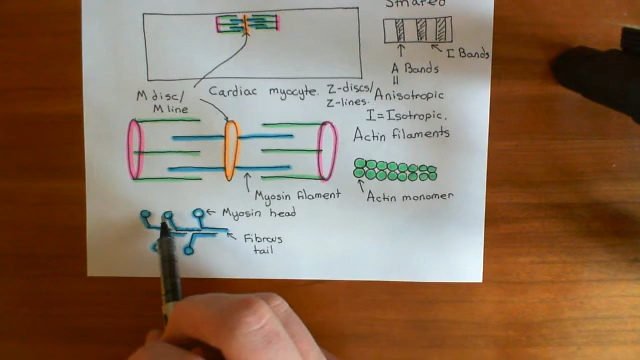 Striated
I Bands
A Bands
=
Anisotropic
I = Isotropic.
M disc/
M line
Cardiac myocyte.
Z-discs/
Z-lines.
Actin filaments
Myosin filament
Actin monomer
Myosin head
Fibrous
tail